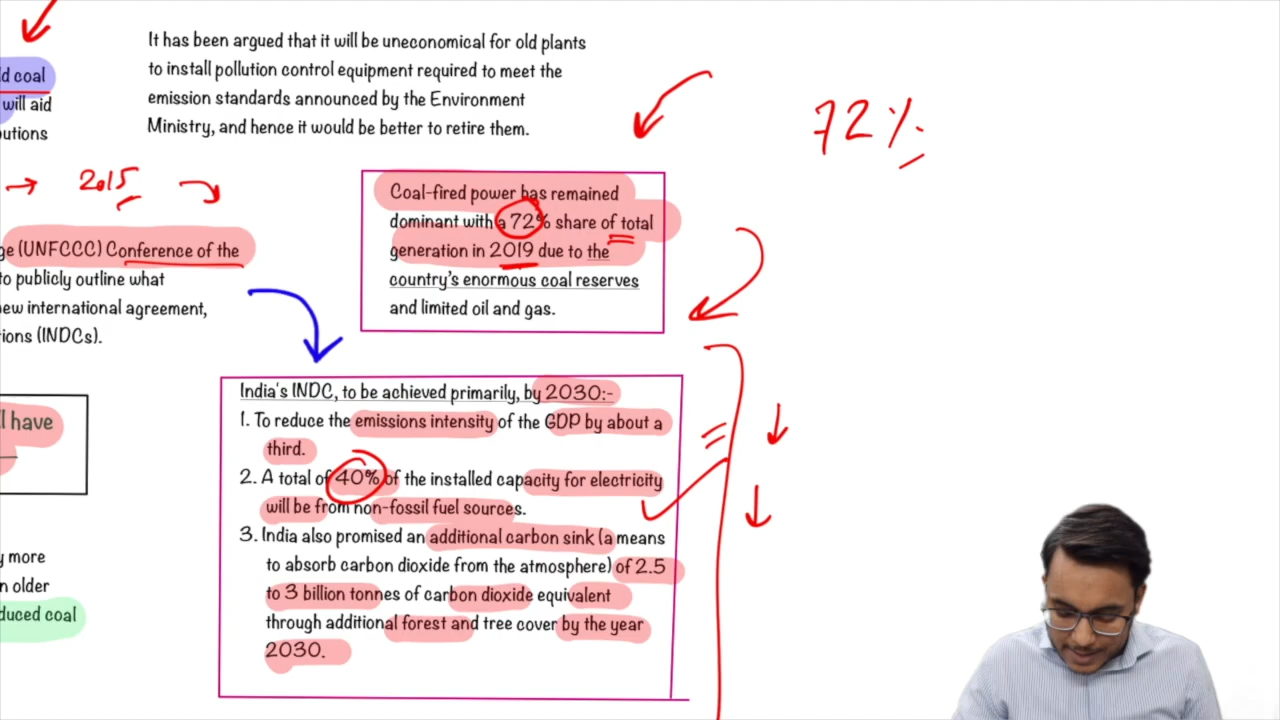 It has been argued that it will be uneconomical for old plants
to install pollution control equipment required to meet the
emission standards announced by the Environment
Ministry, and hence it would be better to retire them.
72%
coal
will aid
2015
(UNFCCC) Conference of the
to publicly outline what
new international agreement,
(INDCs).
Coal-fired power has remained
dominant with a 72% share of total
generation in 2019 due to the
country's enormous coal reserves
and limited oil and gas.
have
India's INDC, to be achieved primarily, by 2030:-
1. To reduce the emissions intensity of the GDP by about a
third.
2. A total of 40% of the installed capacity for electricity
will be from non-fossil fuel sources.
3. India also promised an additional carbon sink (a means
to absorb carbon dioxide from the atmosphere) of 2.5
to 3 billion tonnes of carbon dioxide equivalent
through additional forest and tree cover by the year
2030.
more
older
coal